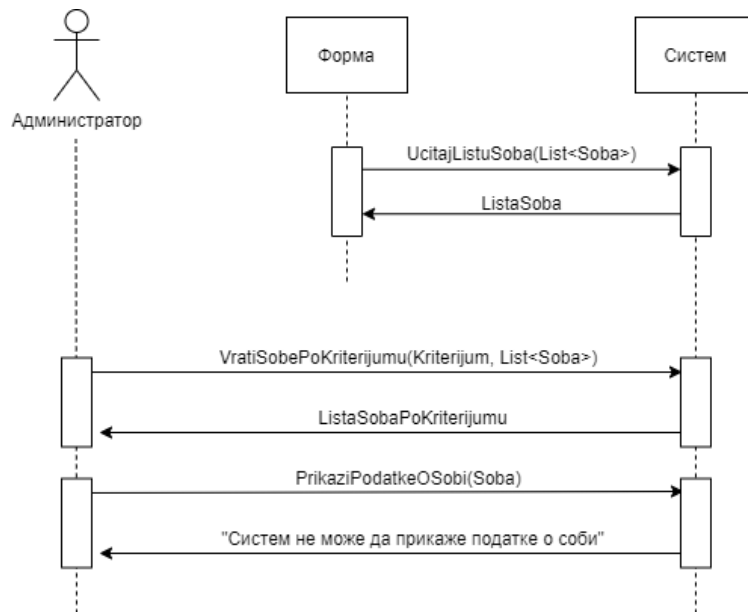 Администратор
Форма
Систем
UcitajListuSoba(List<Soba>)
ListaSoba
VratiSobePoKriterijumu(Kriterijum, List<Soba>)
ListaSobaPoKriterijumu
PrikaziPodatkeOSobi(Soba)
"Систем не може да прикаже податке о соби"